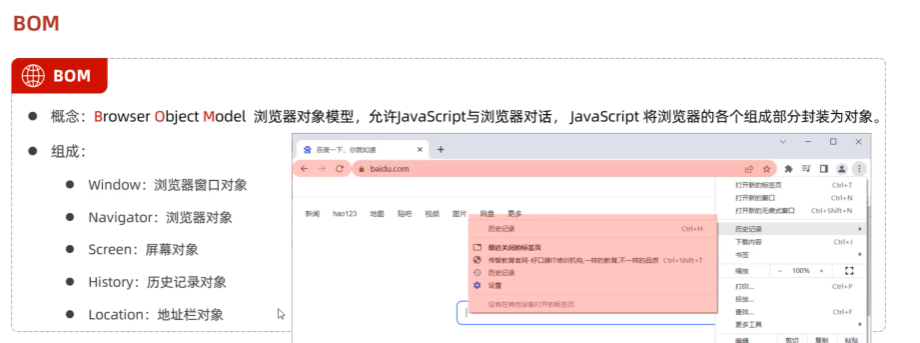 BOM
BOM
概念：Browser Object Model 浏览器对象模型，允许JavaScript与浏览器对话， JavaScript 将浏览器的各个组成部分封装为对象。
组成：
Window：浏览器窗口对象
Navigator：浏览器对象
Screen：屏幕对象
History：历史记录对象
Location：地址栏对象
百度一下，你就知道
baidu.com
新闻 hao123 地图 贴吧 视频 图片 网盘 更多
历史记录 Ctrl+H
最近关闭的标签页
传智教育官网-好口碑IT培训机构,一样的教育,不一样的品质 Ctrl+Shift+T
历史记录
设置
没有在其他设备打开的标签页
打开新的标签页 Ctrl+T
打开新的窗口 Ctrl+N
打开新的无痕式窗口 Ctrl+Shift+N
历史记录
下载内容 Ctrl+J
书签
缩放 - 100% +
打印... Ctrl+P
投放...
查找... Ctrl+F
更多工具
编辑 剪切 复制 粘贴